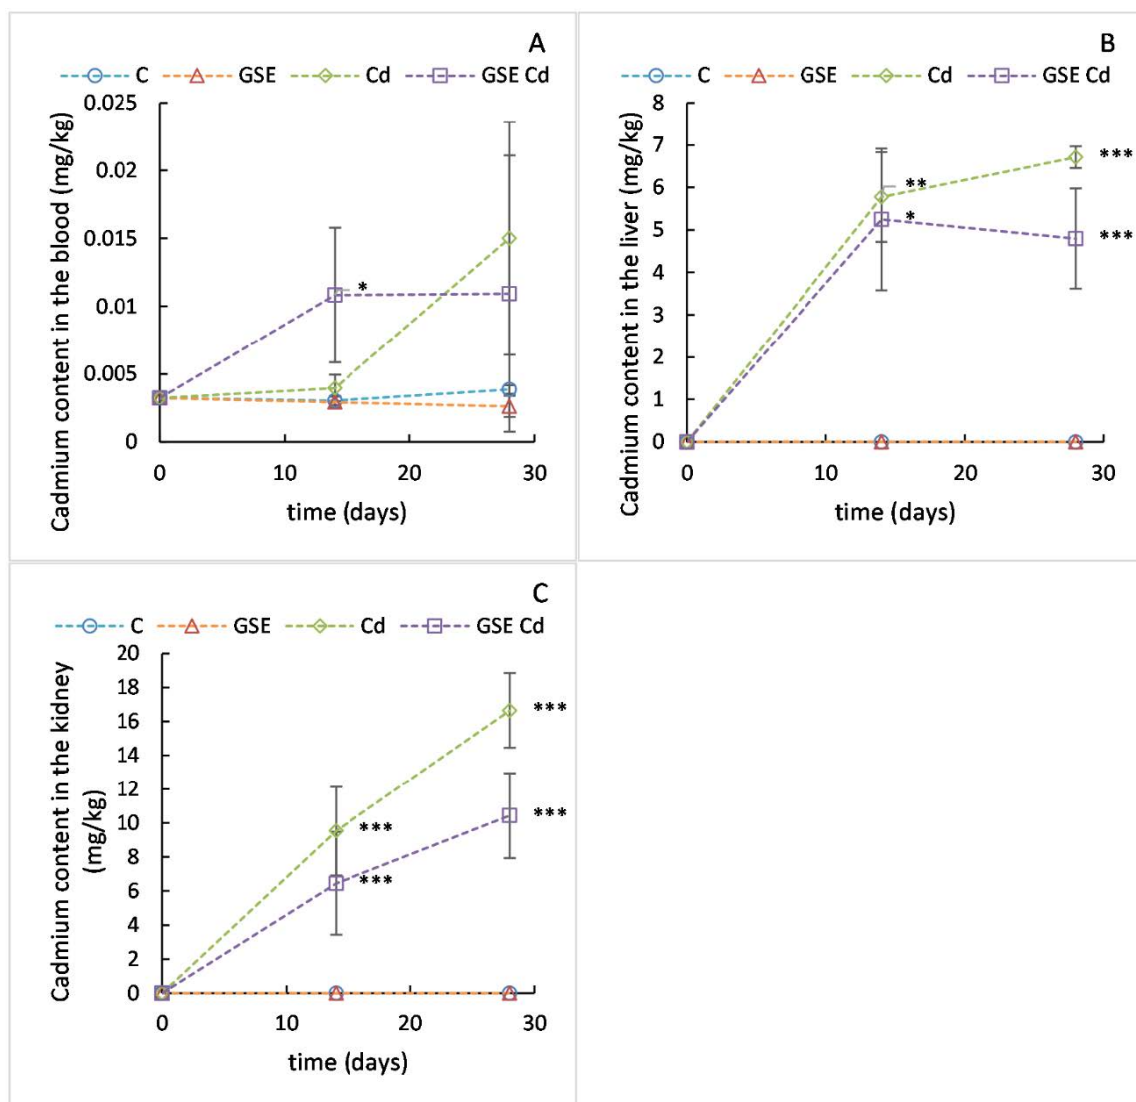 A
C GSE Cd GSE Cd
Cadmium content in the blood (mg/kg)
0.025
0.02
0.015
0.01
0.005
0
*
0 10 20 30
time (days)
B
C GSE Cd GSE Cd
Cadmium content in the liver (mg/kg)
8
7
6
5
4
3
2
1
0
**
*
***
***
0 10 20 30
time (days)
C
C GSE Cd GSE Cd
Cadmium content in the kidney
(mg/kg)
20
18
16
14
12
10
8
6
4
2
0
***
***
***
***
0 10 20 30
time (days)